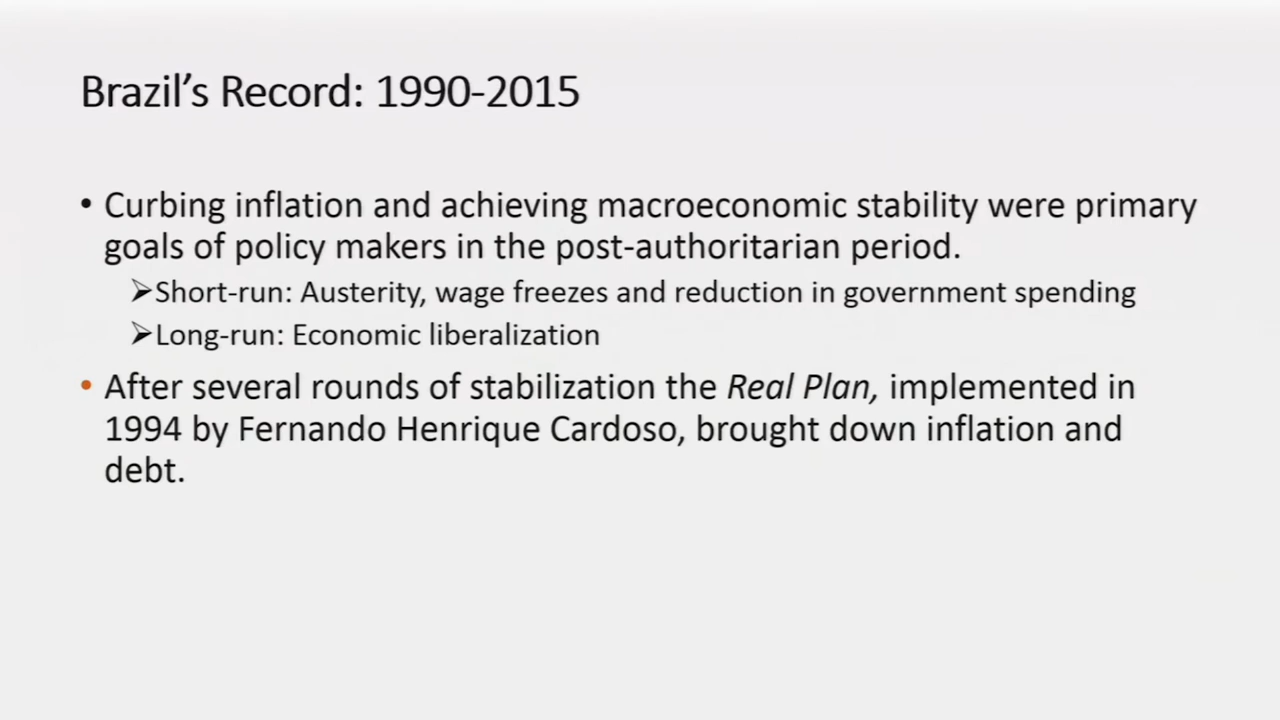 Brazil's Record: 1990-2015
• Curbing inflation and achieving macroeconomic stability were primary
goals of policy makers in the post-authoritarian period.
➢Short-run: Austerity, wage freezes and reduction in government spending
➢Long-run: Economic liberalization
• After several rounds of stabilization the Real Plan, implemented in
1994 by Fernando Henrique Cardoso, brought down inflation and
debt.